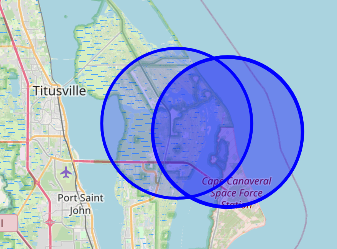 Titusville
Cape Canaveral
Space Force
Station
Port Saint
John